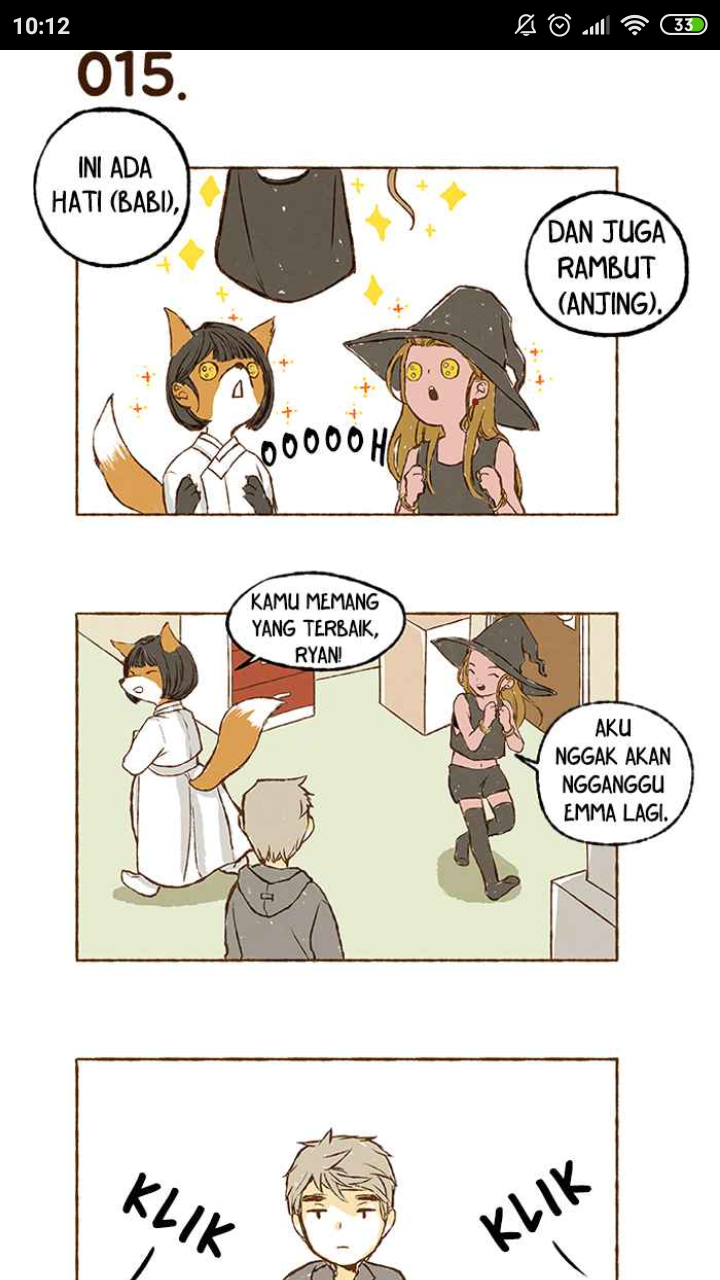 10:12
33
015.
INI ADA
HATI (BABI),
DAN JUGA
RAMBUT
(ANJING).
OOOOOH
KAMU MEMANG
YANG TERBAIK,
RYAN!
AKU
NGGAK AKAN
NGGANGGU
EMMA LAGI.
KLIK
KLIK